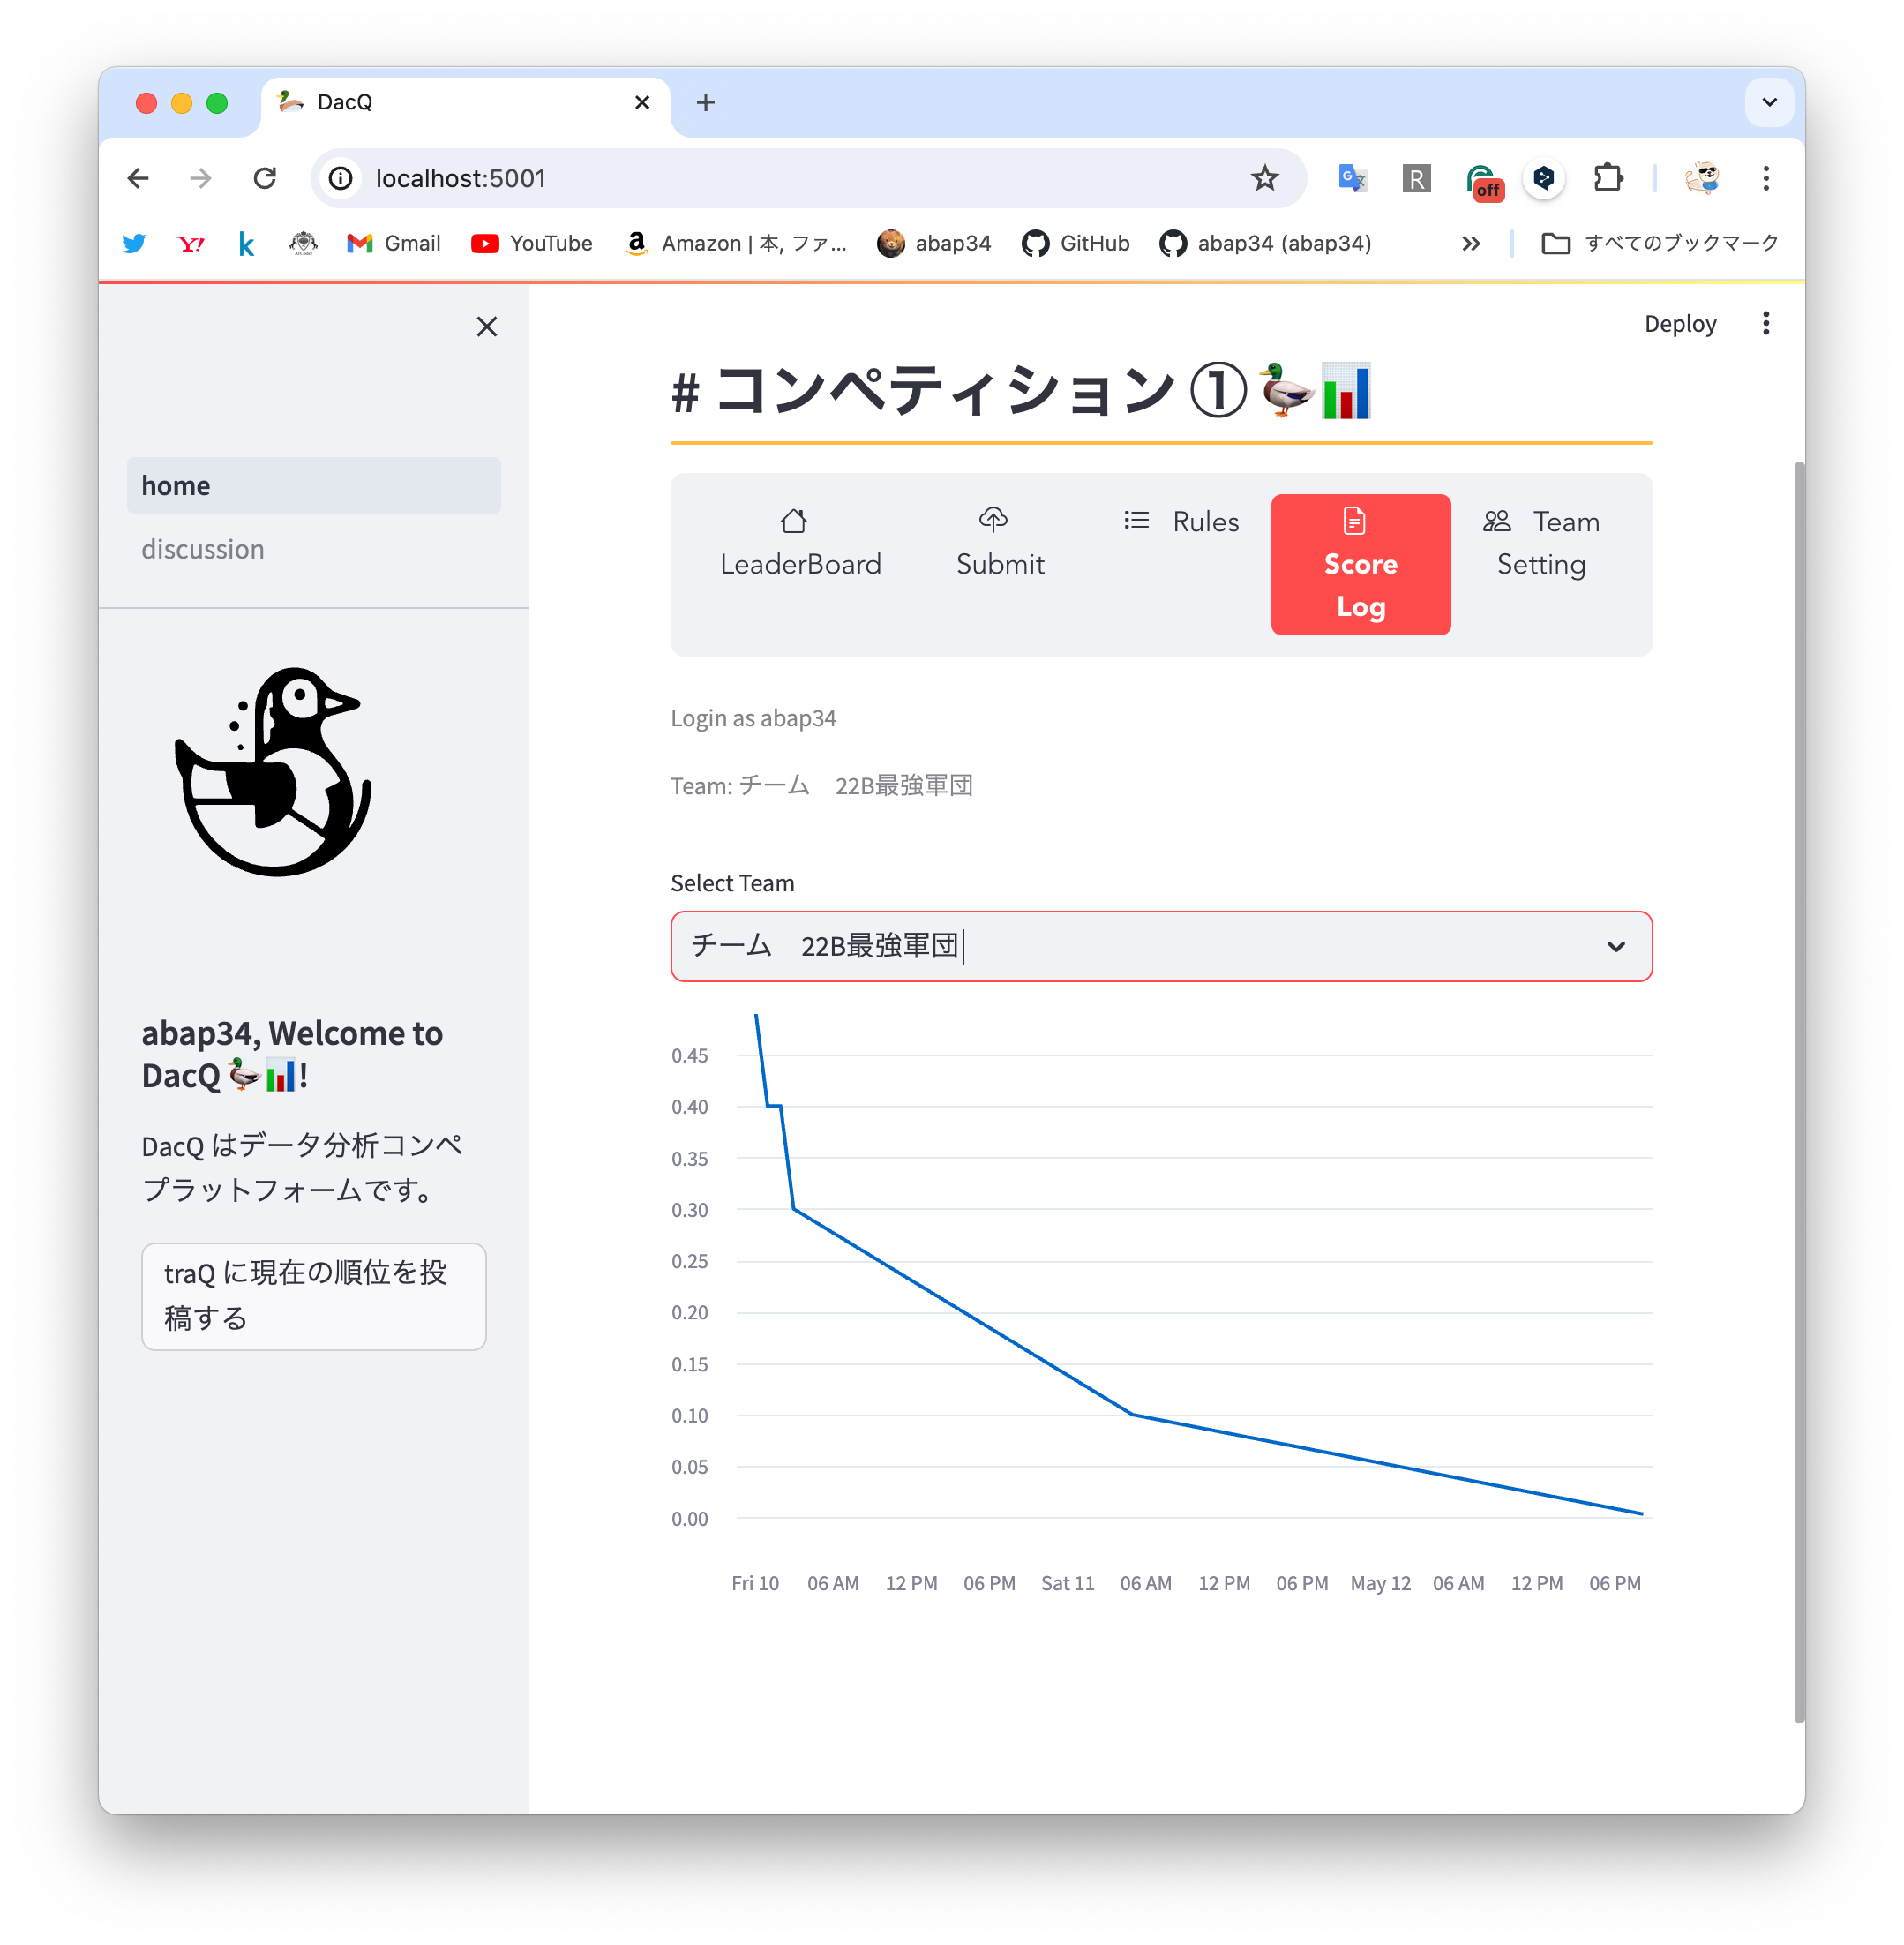 DacQ
localhost:5001
off
Gmail
YouTube
Amazon | 本, ファ...
abap34
GitHub
abap34 (abap34)
すべてのブックマーク
Deploy
home
discussion
abap34, Welcome to
DacQ🦆📊!
DacQ はデータ分析コンペ
プラットフォームです。
traQ に現在の順位を投
稿する
# コンペティション ①🦆📊
LeaderBoard
Submit
Rules
Score
Log
Team
Setting
Login as abap34
Team: チーム　22B最強軍団
Select Team
チーム　22B最強軍団
0.45
0.40
0.35
0.30
0.25
0.20
0.15
0.10
0.05
0.00
Fri 10 06 AM 12 PM 06 PM Sat 11 06 AM 12 PM 06 PM May 12 06 AM 12 PM 06 PM